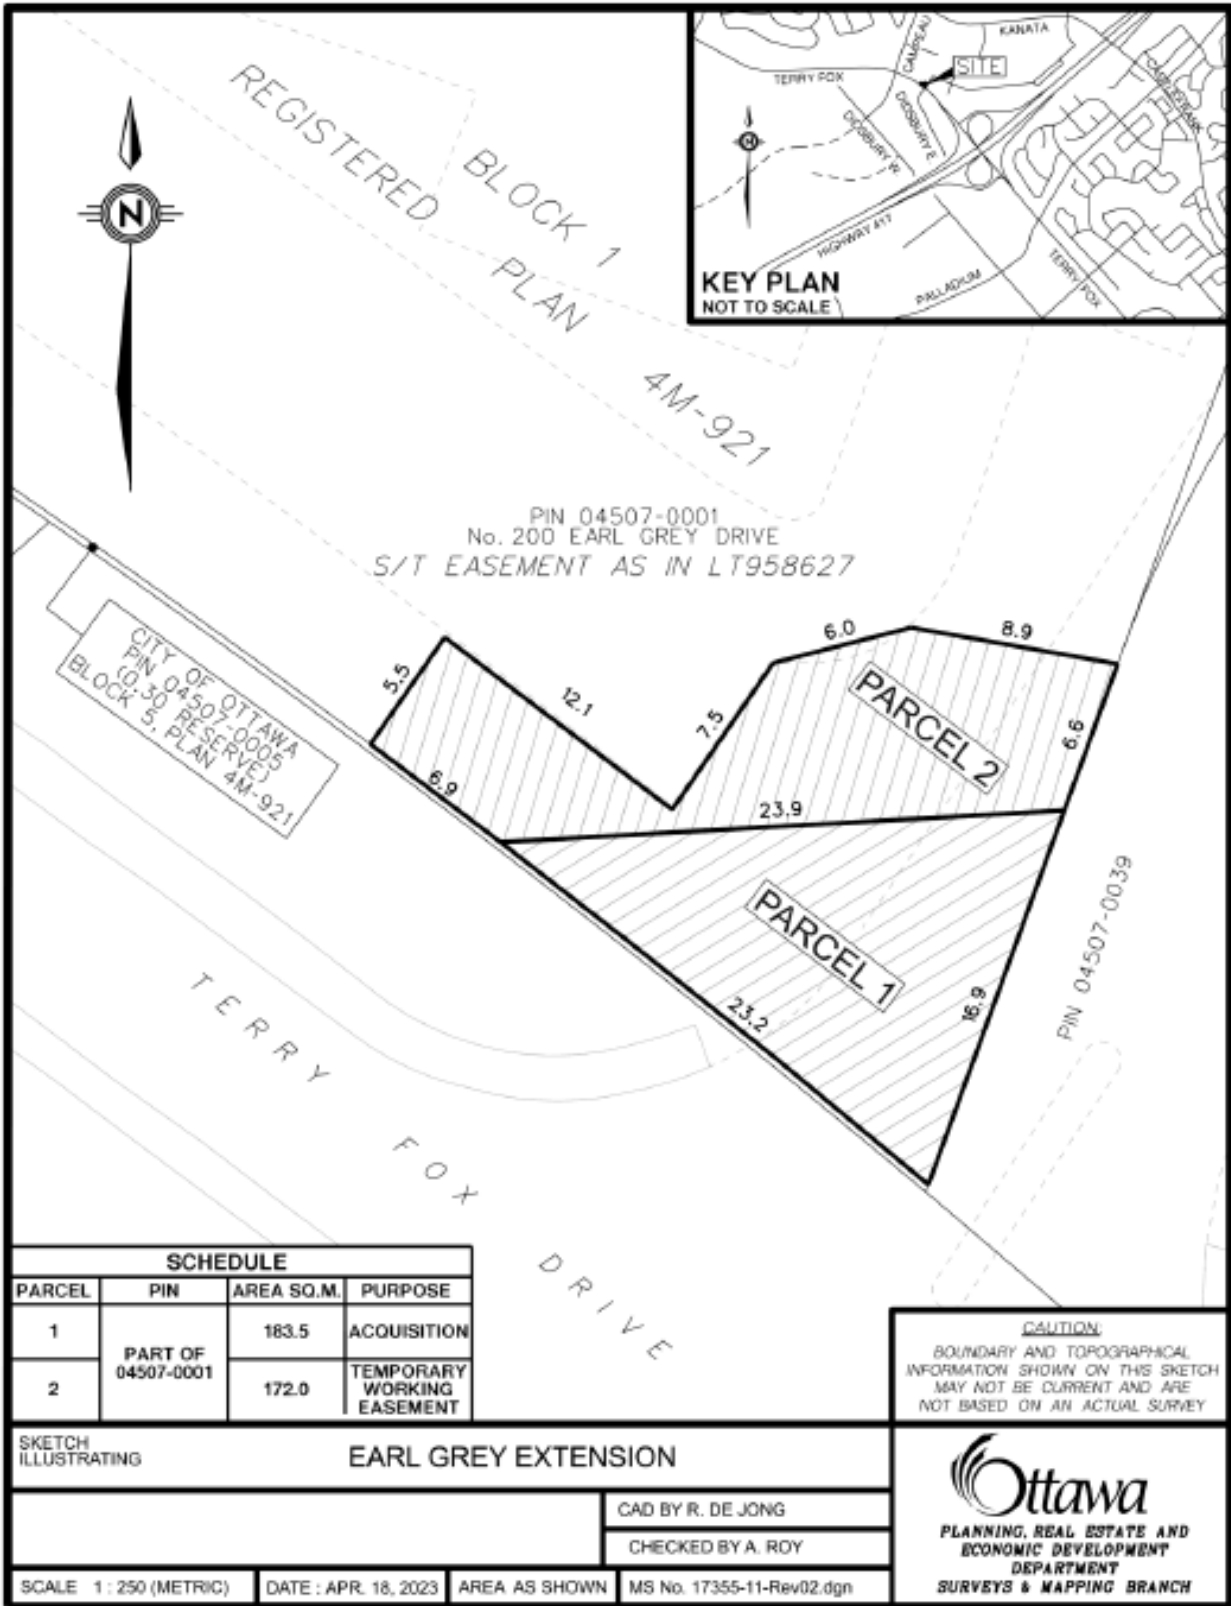 KANATA
CAMPEAU
TERRY FOX
SITE
CASTLEFRANK
DIDSBURY W.
DIDSBURY E.
HIGHWAY 417
TERRY FOX
PALLADIUM
KEY PLAN
NOT TO SCALE
N
REGISTERED PLAN 4M-921
BLOCK 1
PIN 04507-0001
No. 200 EARL GREY DRIVE
S/T EASEMENT AS IN LT958627
CITY OF OTTAWA
PIN 04507-0005
(0.30 RESERVE)
BLOCK 5, PLAN 4M-921
5.5
12.1
7.5
6.0
8.9
6.6
6.9
23.9
PARCEL 2
PARCEL 1
23.2
16.9
PIN 04507-0039
TERRY FOX DRIVE
SCHEDULE
PARCEL PIN AREA SQ.M. PURPOSE
1 183.5 ACQUISITION
PART OF
04507-0001
2 172.0 TEMPORARY
WORKING
EASEMENT
CAUTION:
BOUNDARY AND TOPOGRAPHICAL
INFORMATION SHOWN ON THIS SKETCH
MAY NOT BE CURRENT AND ARE
NOT BASED ON AN ACTUAL SURVEY
SKETCH
ILLUSTRATING
EARL GREY EXTENSION
CAD BY R. DE JONG
CHECKED BY A. ROY
SCALE 1 : 250 (METRIC) DATE : APR. 18, 2023 AREA AS SHOWN MS No. 17355-11-Rev02.dgn
Ottawa
PLANNING, REAL ESTATE AND
ECONOMIC DEVELOPMENT
DEPARTMENT
SURVEYS & MAPPING BRANCH